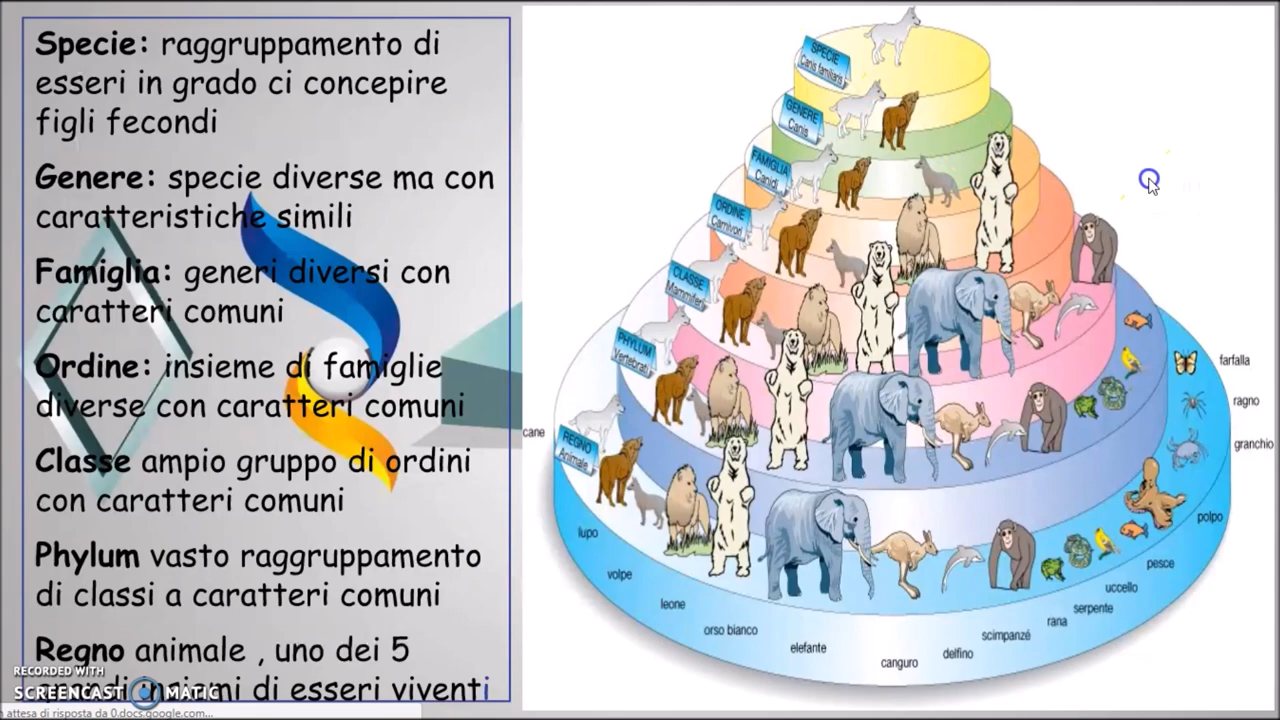 Specie: raggruppamento di
esseri in grado ci concepire
figli fecondi
Genere: specie diverse ma con
caratteristiche simili
Famiglia: generi diversi con
caratteri comuni
Ordine: insieme di famiglie
diverse con caratteri comuni
Classe ampio gruppo di ordini
con caratteri comuni
Phylum vasto raggruppamento
di classi a caratteri comuni
Regno animale , uno dei 5
di esseri viventi
RECORDED WITH
SCREENCAST MATIC
attesa di risposta da 0.docs.google.com...
SPECIE
Canis familiaris
GENERE
Canis
FAMIGLIA
Canidi
ORDINE
Carnivori
CLASSE
Mammiferi
PHYLUM
Vertebrati
REGNO
Animale
cane
lupo
volpe
leone
orso bianco
elefante
canguro
delfino
scimpanzé
rana
serpente
uccello
pesce
polpo
granchio
ragno
farfalla